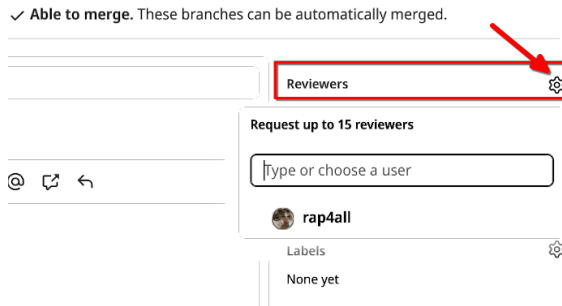 Able to merge. These branches can be automatically merged.
Reviewers
Request up to 15 reviewers
Type or choose a user
rap4all
Labels
None yet